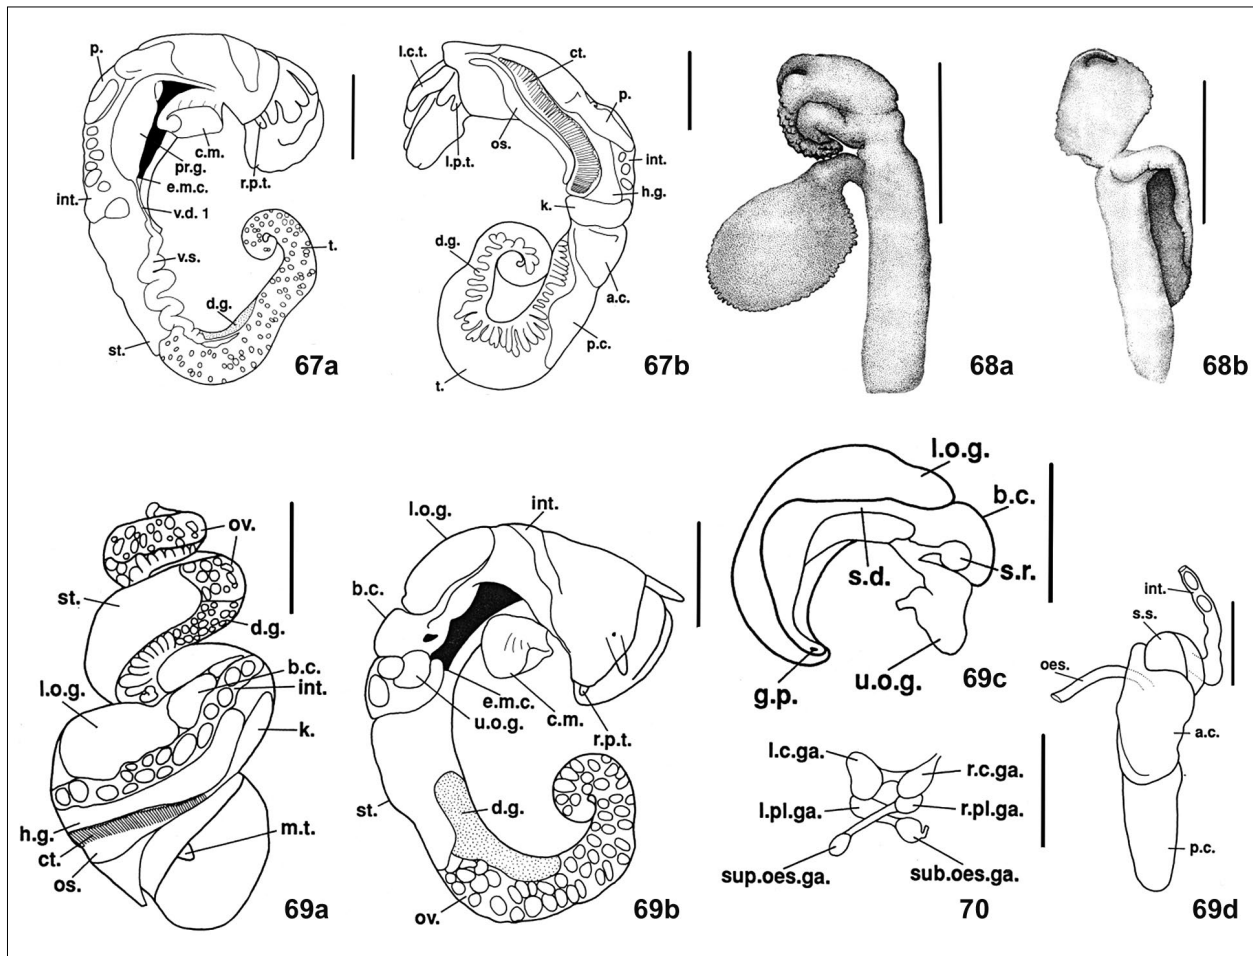 p.
c.m.
pr.g.
r.p.t.
e.m.c.
int.
v.d. 1
v.s.
t.
d.g.
st.
67a
l.c.t.
ct.
p.
l.p.t.
os.
int.
h.g.
k.
d.g.
a.c.
p.c.
t.
67b
68a
68b
ov.
st.
d.g.
b.c.
int.
l.o.g.
k.
h.g.
m.t.
ct.
os.
69a
l.o.g.
int.
b.c.
e.m.c.
u.o.g.
c.m.
r.p.t.
st.
d.g.
ov.
69b
l.o.g.
b.c.
s.d.
s.r.
g.p.
u.o.g.
69c
l.c.ga.
r.c.ga.
l.pl.ga.
r.pl.ga.
sup.oes.ga.
sub.oes.ga.
70
int.
s.s.
oes.
a.c.
p.c.
69d